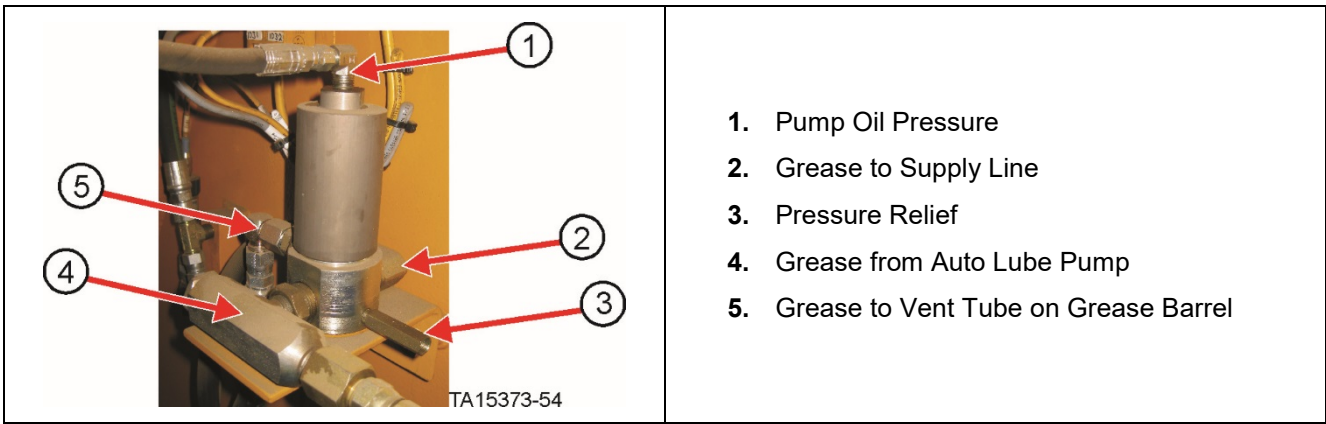 1
5
2
4
3
TA15373-54
1. Pump Oil Pressure
2. Grease to Supply Line
3. Pressure Relief
4. Grease from Auto Lube Pump
5. Grease to Vent Tube on Grease Barrel